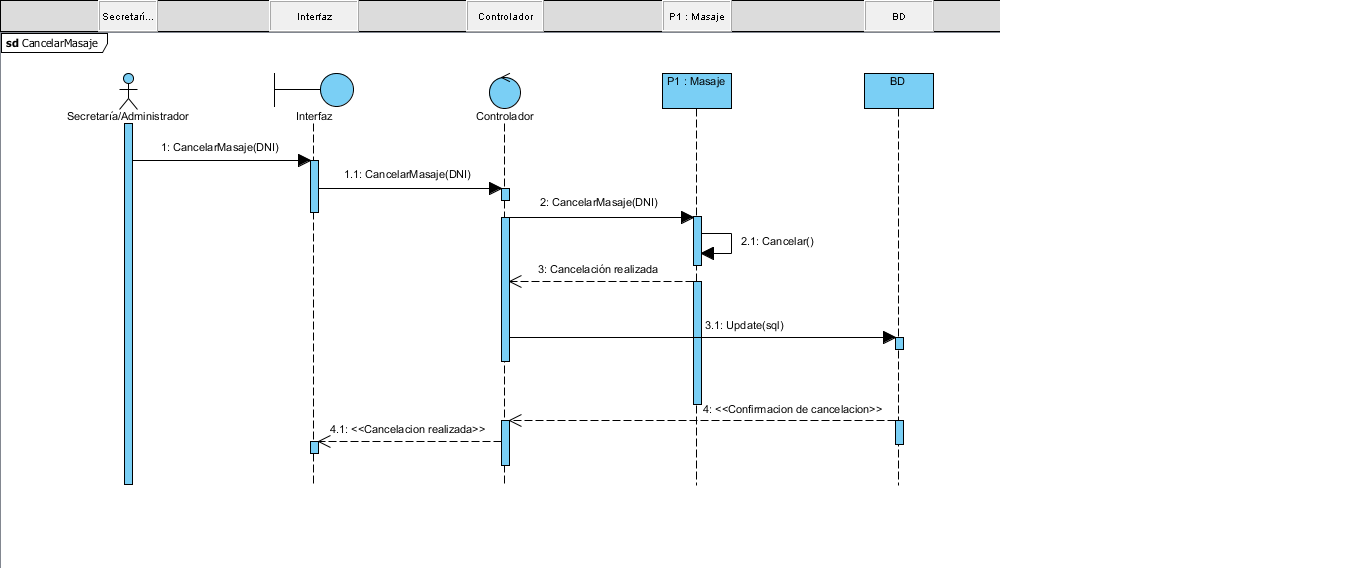 Secretarí...
Interfaz
Controlador
P1 : Masaje
BD
sd CancelarMasaje
P1 : Masaje
BD
Secretaría/Administrador
Interfaz
Controlador
1: CancelarMasaje(DNI)
1.1: CancelarMasaje(DNI)
2: CancelarMasaje(DNI)
2.1: Cancelar()
3: Cancelación realizada
3.1: Update(sql)
4: <<Confirmacion de cancelacion>>
4.1: <<Cancelacion realizada>>